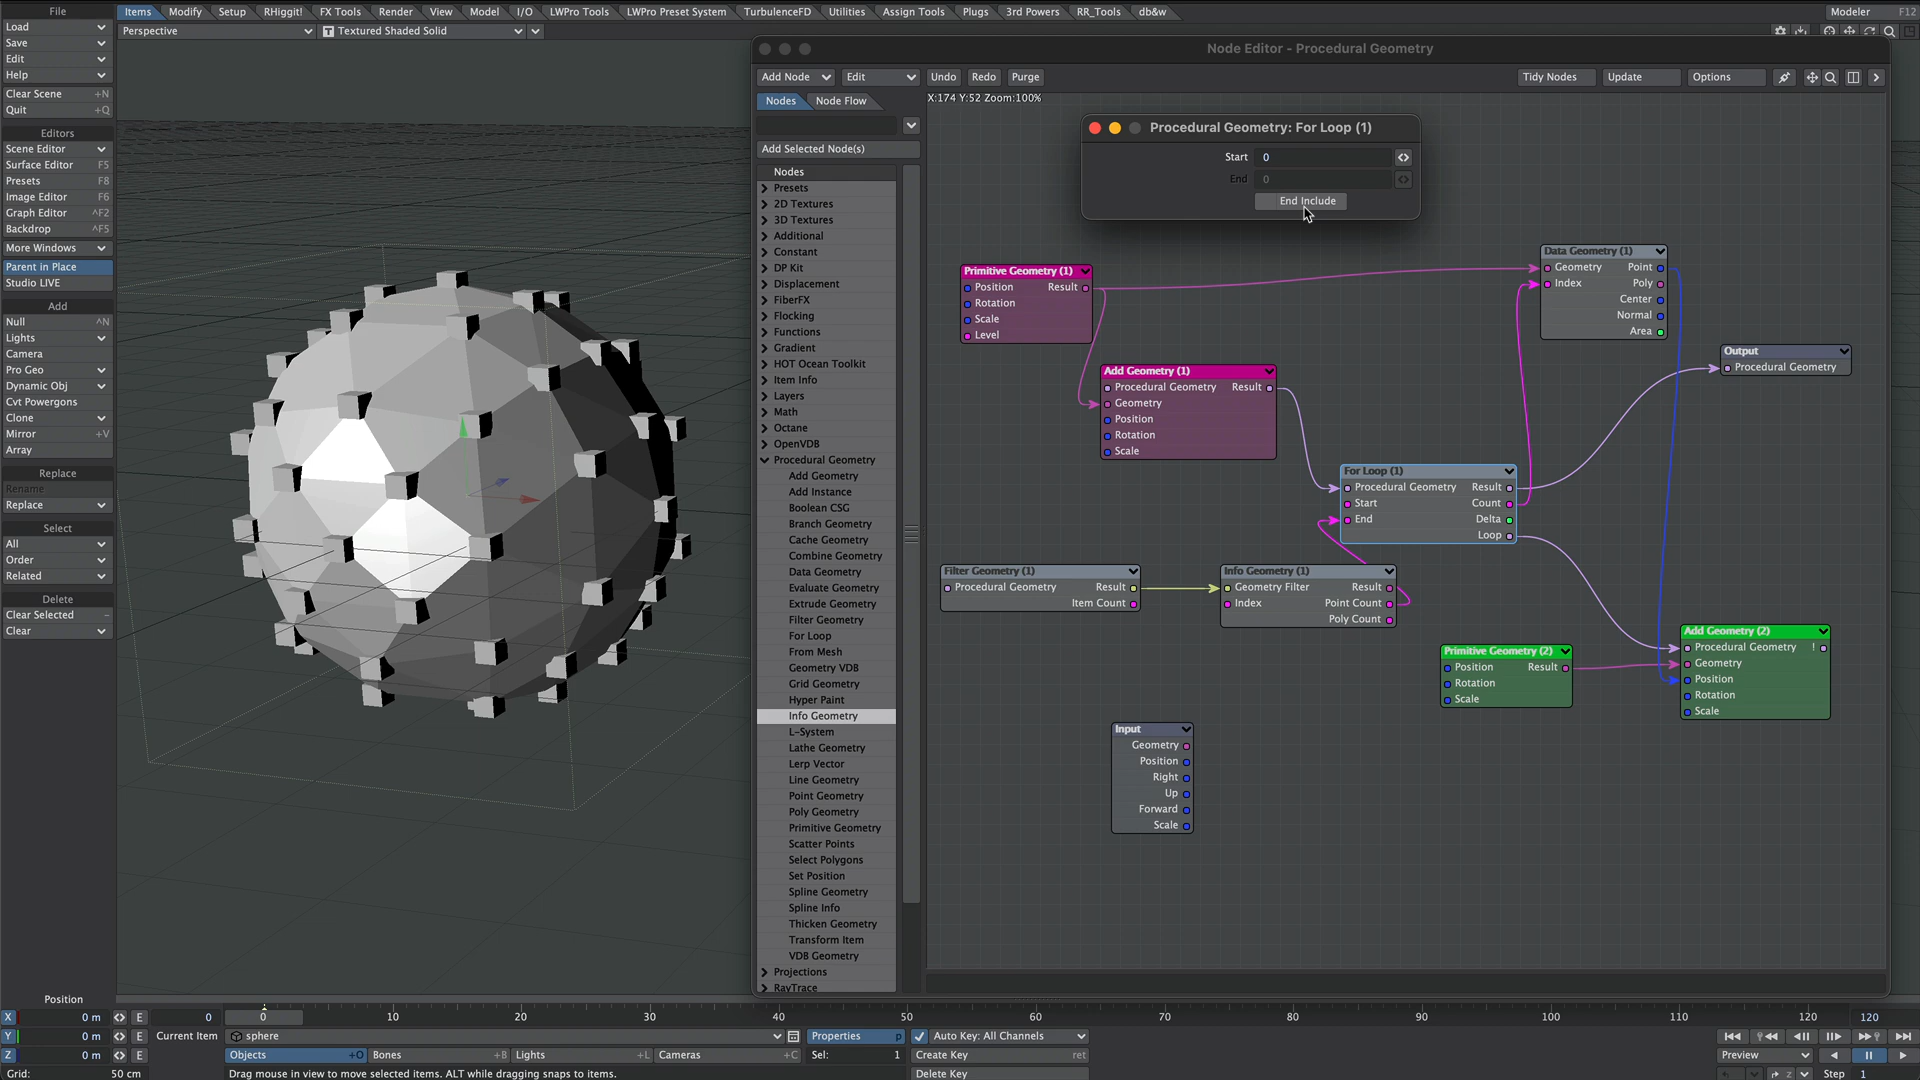 File
Items
Modify
Setup
RHiggit!
FX Tools
Render
View
Model
I/O
LWPro Tools
LWPro Preset System
TurbulenceFD
Utilities
Assign Tools
Plugs
3rd Powers
RR_Tools
db&w
Modeler F12
Load
Save
Edit
Help
Clear Scene +N
Quit +Q
Editors
Scene Editor
Surface Editor F5
Presets F8
Image Editor F6
Graph Editor ^F2
Backdrop ^F5
More Windows
Parent in Place
Studio LIVE
Add
Null ^N
Lights
Camera
Pro Geo
Dynamic Obj
Cvt Powergons
Clone
Mirror +V
Array
Replace
Rename
Replace
Select
All
Order
Related
Delete
Clear Selected -
Clear
Perspective
T Textured Shaded Solid
Node Editor - Procedural Geometry
Add Node
Edit
Undo
Redo
Purge
Tidy Nodes
Update
Options
Nodes
Node Flow
X:174 Y:52 Zoom:100%
Add Selected Node(s)
Nodes
Presets
2D Textures
3D Textures
Additional
Constant
DP Kit
Displacement
FiberFX
Flocking
Functions
Gradient
HOT Ocean Toolkit
Item Info
Layers
Math
Octane
OpenVDB
Procedural Geometry
Add Geometry
Add Instance
Boolean CSG
Branch Geometry
Cache Geometry
Combine Geometry
Data Geometry
Evaluate Geometry
Extrude Geometry
Filter Geometry
For Loop
From Mesh
Geometry VDB
Grid Geometry
Hyper Paint
Info Geometry
L-System
Lathe Geometry
Lerp Vector
Line Geometry
Point Geometry
Poly Geometry
Primitive Geometry
Scatter Points
Select Polygons
Set Position
Spline Geometry
Spline Info
Thicken Geometry
Transform Item
VDB Geometry
Projections
RayTrace
Procedural Geometry: For Loop (1)
Start 0
End 0
End Include
Primitive Geometry (1)
Position Result
Rotation
Scale
Level
Data Geometry (1)
Geometry Point
Index Poly
Center
Normal
Area
Output
Procedural Geometry
Add Geometry (1)
Procedural Geometry Result
Geometry
Position
Rotation
Scale
For Loop (1)
Procedural Geometry Result
Start Count
End Delta
Loop
Filter Geometry (1)
Procedural Geometry Result
Item Count
Info Geometry (1)
Geometry Filter Result
Index Point Count
Poly Count
Primitive Geometry (2)
Position Result
Rotation
Scale
Add Geometry (2)
Procedural Geometry !
Geometry
Position
Rotation
Scale
Input
Geometry
Position
Right
Up
Forward
Scale
Position
X 0 m E
Y 0 m E
Z 0 m E
Grid: 50 cm
0
0 10 20 30 40 50 60 70 80 90 100 110 120
120
Current Item
sphere
Properties p
Auto Key: All Channels
Objects +O
Bones +B
Lights +L
Cameras +C
Sel: 1
Create Key ret
Delete Key
Drag mouse in view to move selected items. ALT while dragging snaps to items.
Preview
Step 1